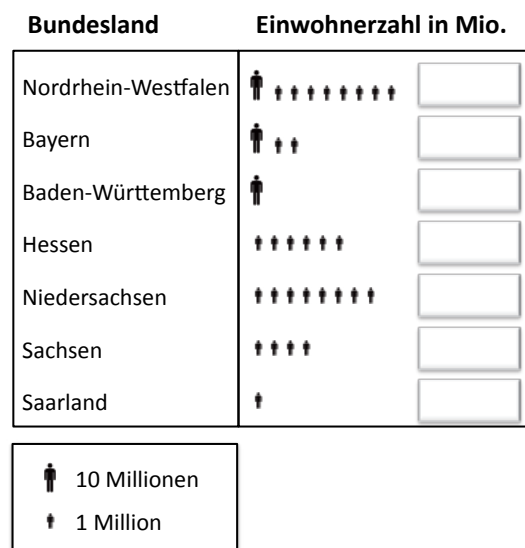 Bundesland Einwohnerzahl in Mio.
Nordrhein-Westfalen
Bayern
Baden-Württemberg
Hessen
Niedersachsen
Sachsen
Saarland
10 Millionen
1 Million